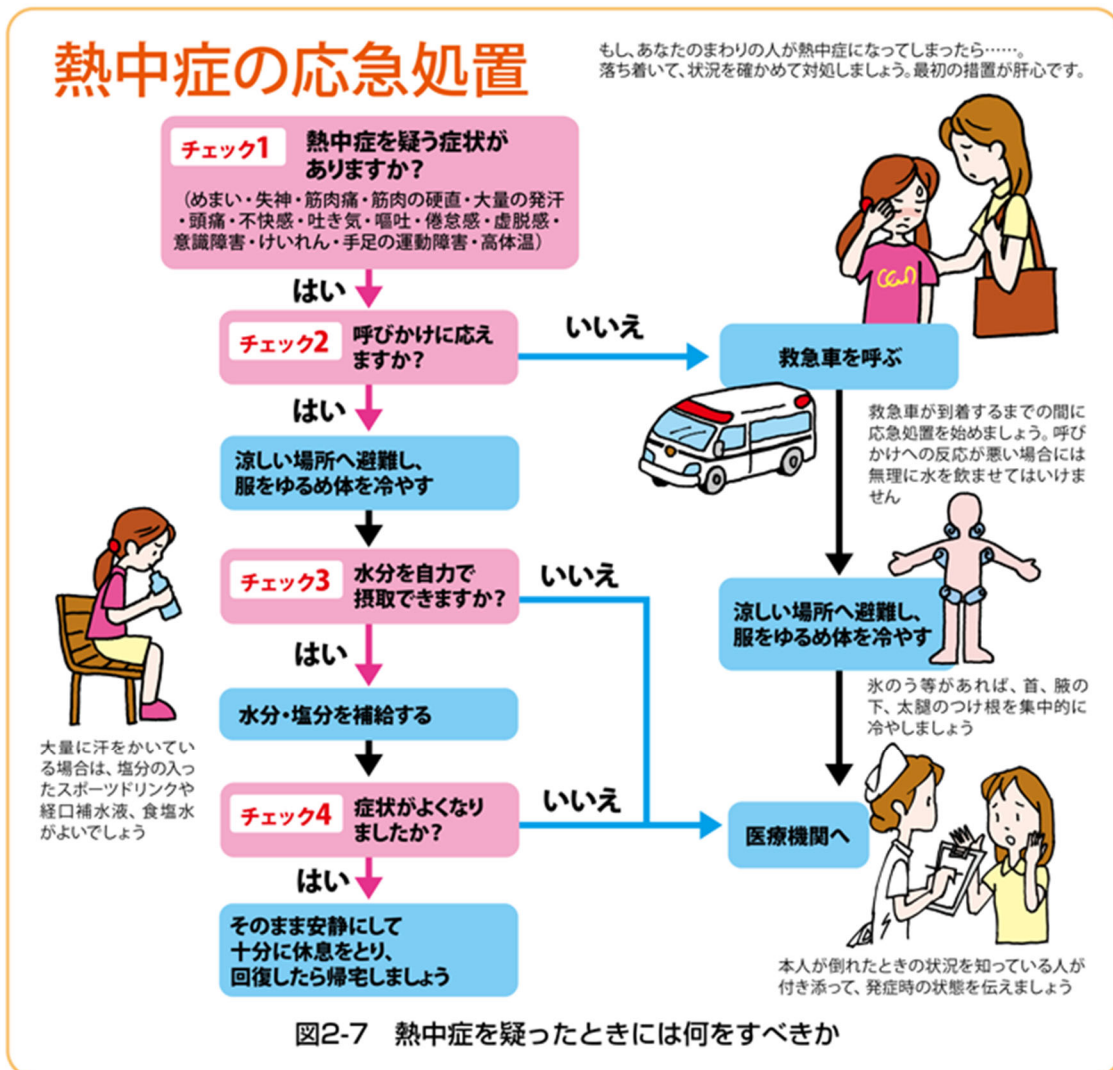 熱中症の応急処置
もし、あなたのまわりの人が熱中症になってしまったら……。
落ち着いて、状況を確かめて対処しましょう。最初の措置が肝心です。
チェック1
熱中症を疑う症状が
ありますか?
(めまい・失神・筋肉痛・筋肉の硬直・大量の発汗
・頭痛・不快感・吐き気・嘔吐・倦怠感・虚脱感・
意識障害・けいれん・手足の運動障害・高体温)
はい
チェック2
呼びかけに応え
ますか?
いいえ
救急車を呼ぶ
救急車が到着するまでの間に
応急処置を始めましょう。呼び
かけへの反応が悪い場合には
無理に水を飲ませてはいけま
せん
はい
涼しい場所へ避難し、
服をゆるめ体を冷やす
チェック3
水分を自力で
摂取できますか?
いいえ
涼しい場所へ避難し、
服をゆるめ体を冷やす
氷のう等があれば、首、腋の
下、太腿のつけ根を集中的に
冷やしましょう
はい
水分・塩分を補給する
大量に汗をかいてい
る場合は、塩分の入っ
たスポーツドリンクや
経口補水液、食塩水
がよいでしょう
チェック4
症状がよくなり
ましたか?
いいえ
医療機関へ
はい
そのまま安静にして
十分に休息をとり、
回復したら帰宅しましょう
本人が倒れたときの状況を知っている人が
付き添って、発症時の状態を伝えましょう
図2-7 熱中症を疑ったときには何をすべきか